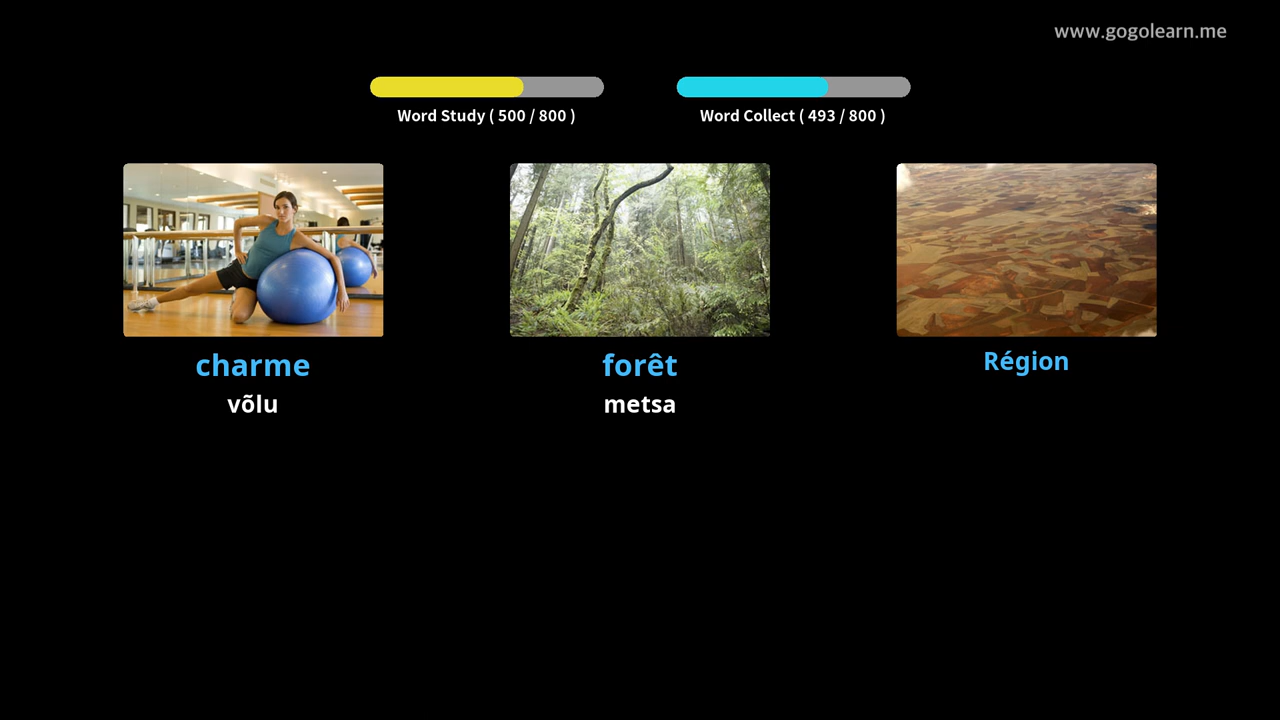 www.gogolearn.me
Word Study ( 500 / 800 )
Word Collect ( 493 / 800 )
charme
forêt
Région
võlu
metsa